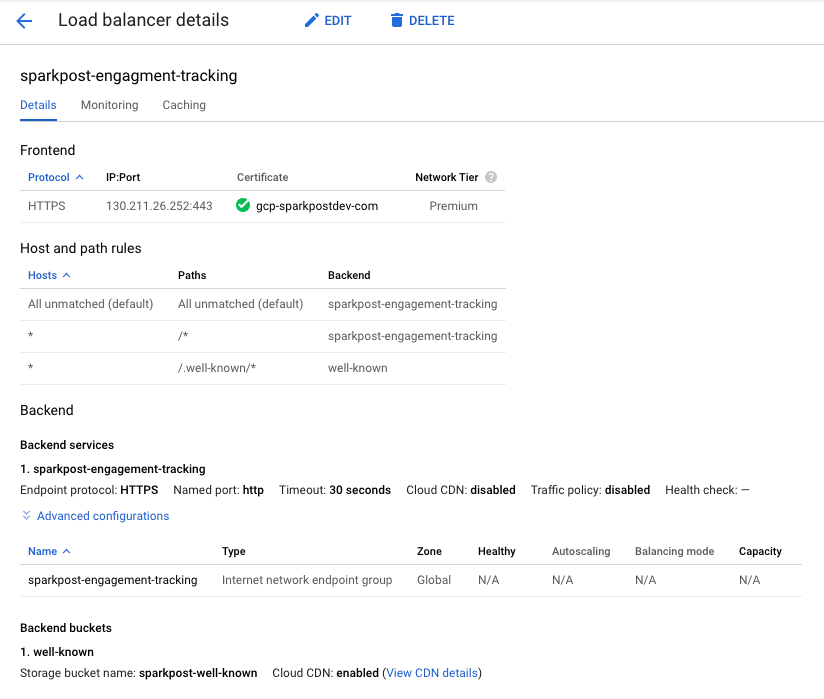 Load balancer details EDIT DELETE
sparkpost-engagment-tracking
Details Monitoring Caching
Frontend
Protocol IP:Port Certificate Network Tier ?
HTTPS 130.211.26.252:443 gcp-sparkpostdev-com Premium
Host and path rules
Hosts Paths Backend
All unmatched (default) All unmatched (default) sparkpost-engagement-tracking
* /* sparkpost-engagement-tracking
* /.well-known/* well-known
Backend
Backend services
1. sparkpost-engagement-tracking
Endpoint protocol: HTTPS Named port: http Timeout: 30 seconds Cloud CDN: disabled Traffic policy: disabled Health check: —
Advanced configurations
Name Type Zone Healthy Autoscaling Balancing mode Capacity
sparkpost-engagement-tracking Internet network endpoint group Global N/A N/A N/A N/A
Backend buckets
1. well-known
Storage bucket name: sparkpost-well-known Cloud CDN: enabled (View CDN details)